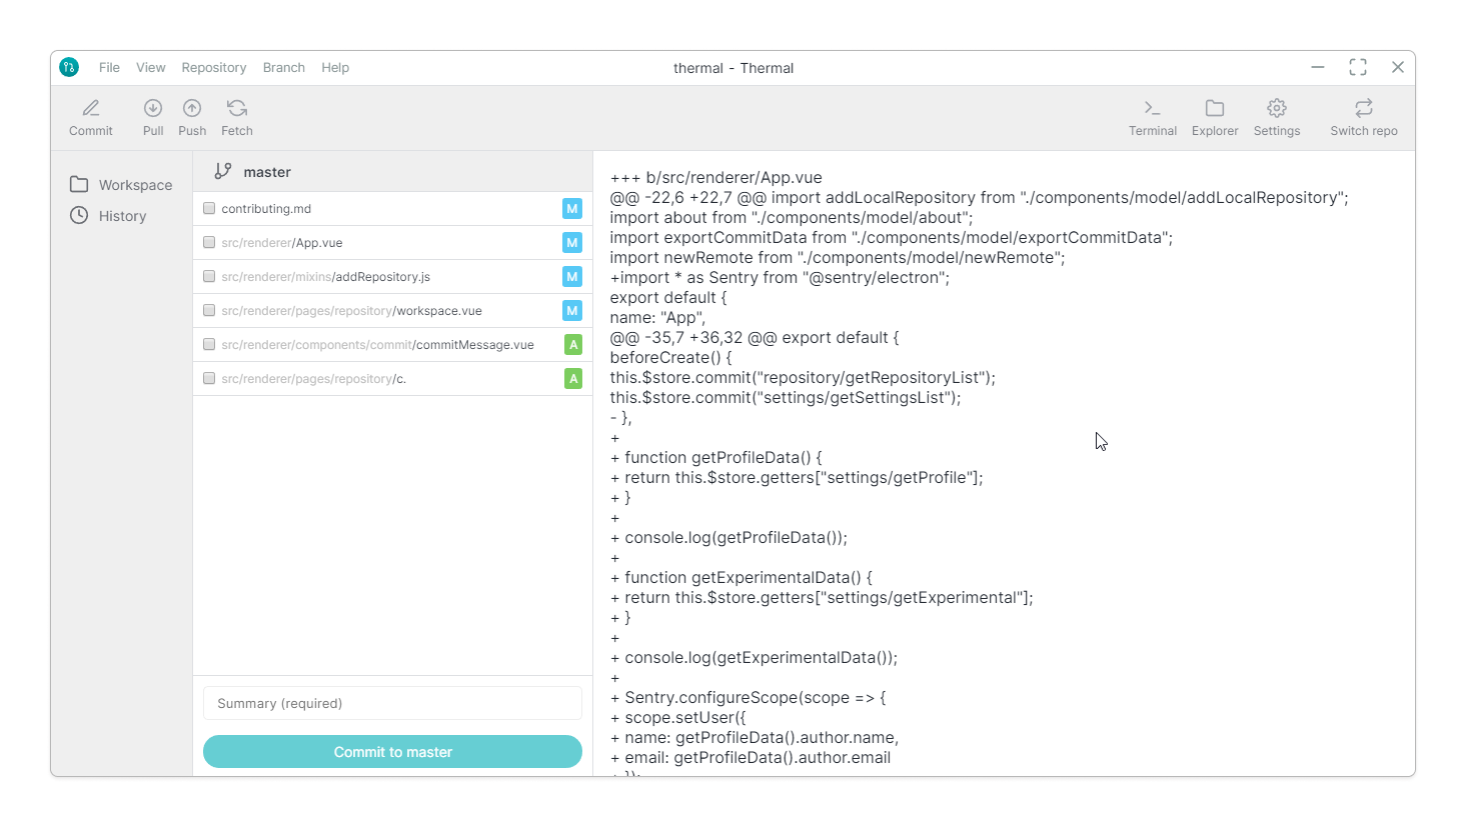 File View Repository Branch Help
thermal - Thermal
Commit Pull Push Fetch
Terminal Explorer Settings Switch repo
Workspace
History
master
contributing.md M
src/renderer/App.vue M
src/renderer/mixins/addRepository.js M
src/renderer/pages/repository/workspace.vue M
src/renderer/components/commit/commitMessage.vue A
src/renderer/pages/repository/c. A
Summary (required)
Commit to master
+++ b/src/renderer/App.vue
@@ -22,6 +22,7 @@ import addLocalRepository from "./components/model/addLocalRepository";
import about from "./components/model/about";
import exportCommitData from "./components/model/exportCommitData";
import newRemote from "./components/model/newRemote";
+import * as Sentry from "@sentry/electron";
export default {
name: "App",
@@ -35,7 +36,32 @@ export default {
beforeCreate() {
this.$store.commit("repository/getRepositoryList");
this.$store.commit("settings/getSettingsList");
- },
+
+ function getProfileData() {
+ return this.$store.getters["settings/getProfile"];
+ }
+
+ console.log(getProfileData());
+
+ function getExperimentalData() {
+ return this.$store.getters["settings/getExperimental"];
+ }
+
+ console.log(getExperimentalData());
+
+ Sentry.configureScope(scope => {
+ scope.setUser({
+ name: getProfileData().author.name,
+ email: getProfileData().author.email